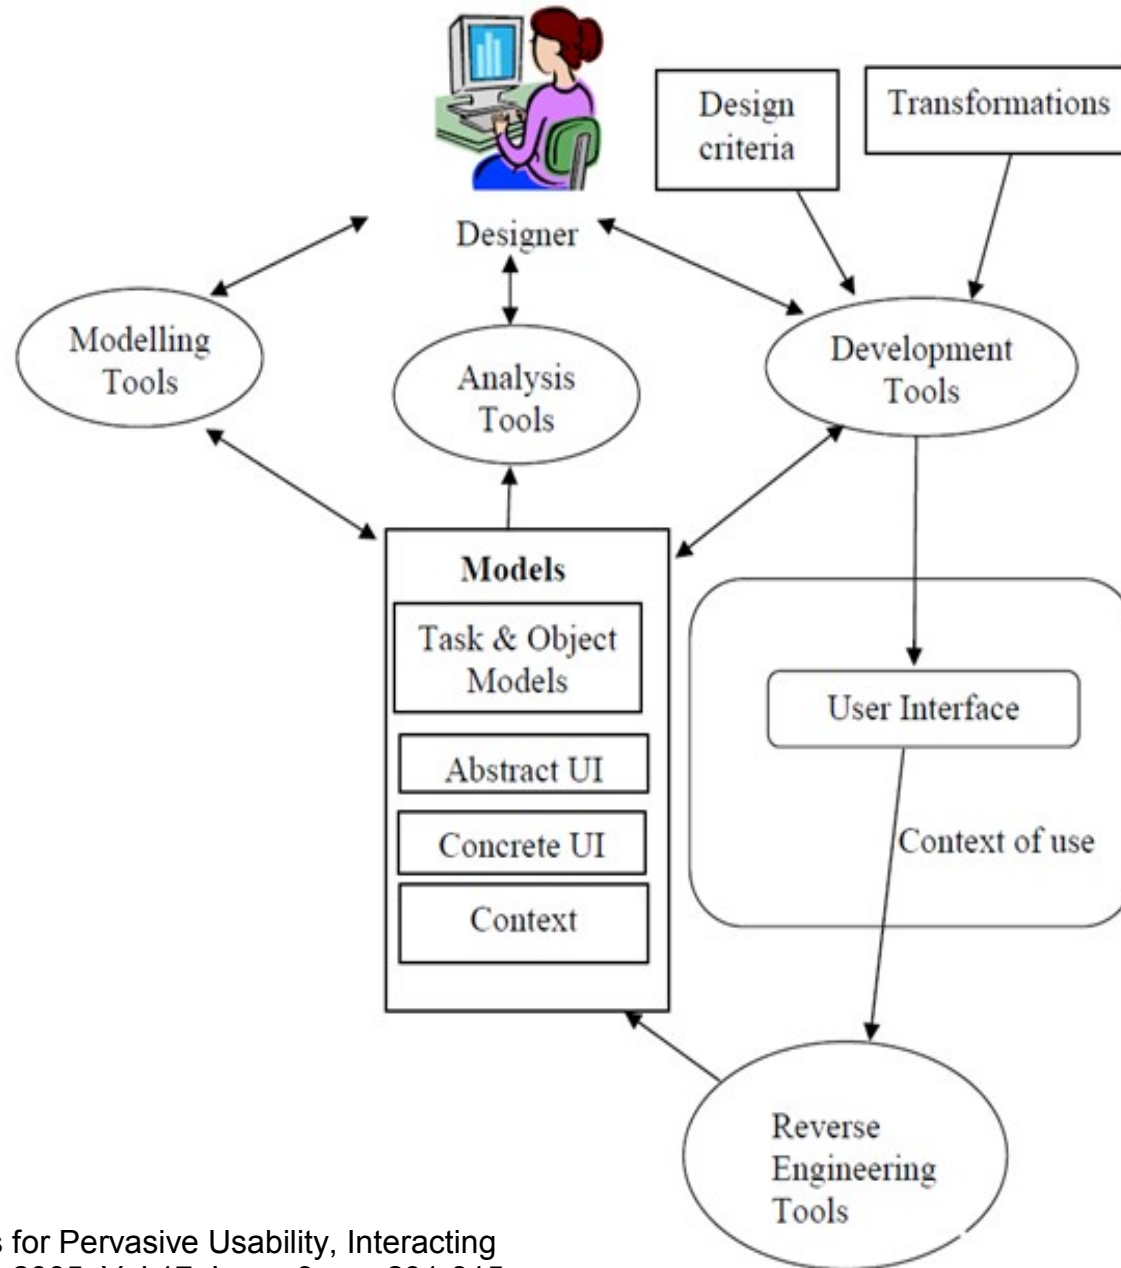 Design
criteria
Transformations
Designer
Modelling
Tools
Analysis
Tools
Development
Tools
Models
Task & Object
Models
Abstract UI
Concrete UI
Context
User Interface
Context of use
Reverse
Engineering
Tools
for Pervasive Usability, Interacting